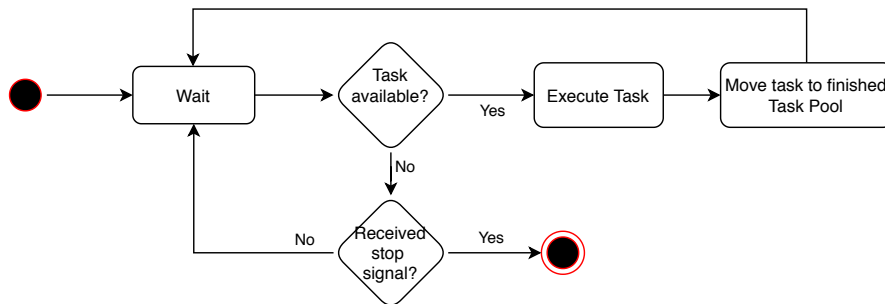 Wait
Task
available?
Yes
Execute Task
Move task to finished
Task Pool
No
Received
stop
signal?
No
Yes